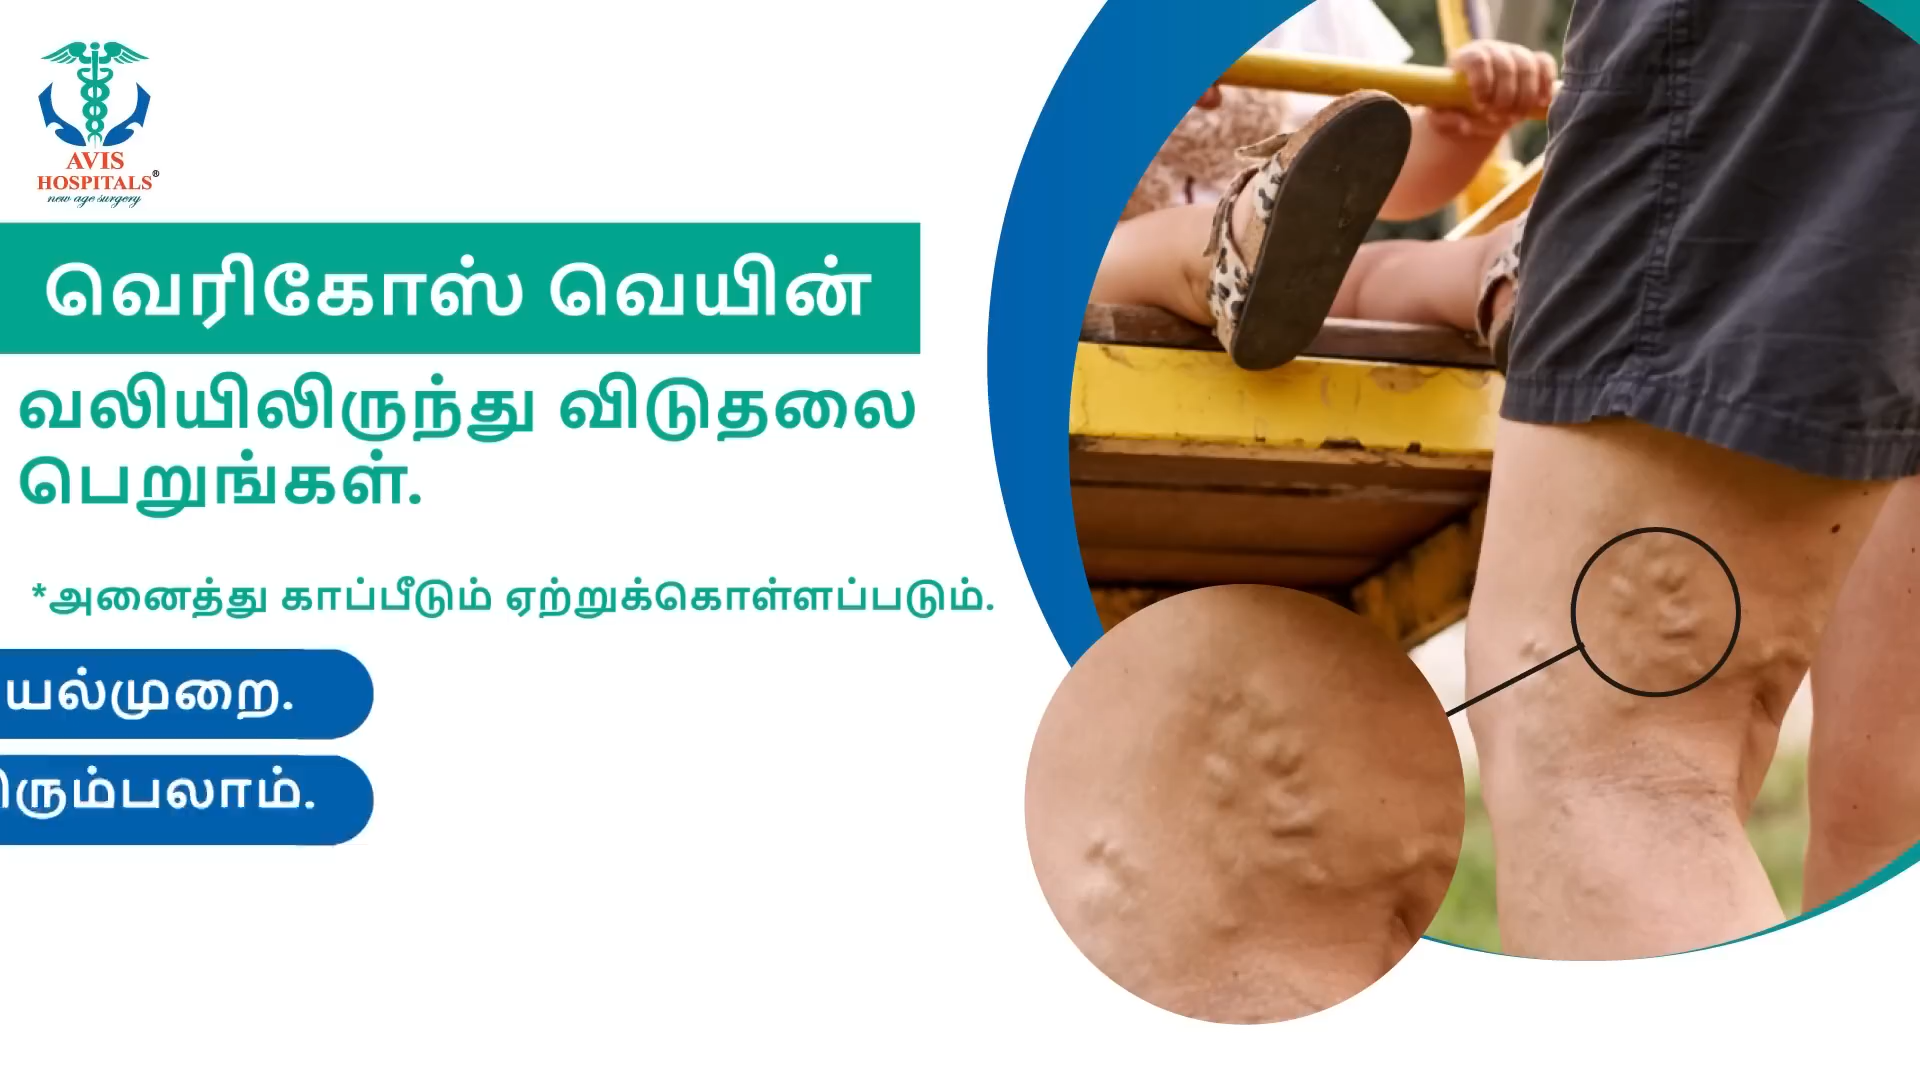 AVIS
HOSPITALS®
new age surgery
வெரிகோஸ் வெயின்
வலியிலிருந்து விடுதலை
பெறுங்கள்.
*அனைத்து காப்பீடும் ஏற்றுக்கொள்ளப்படும்.
யல்முறை.
ிரும்பலாம்.